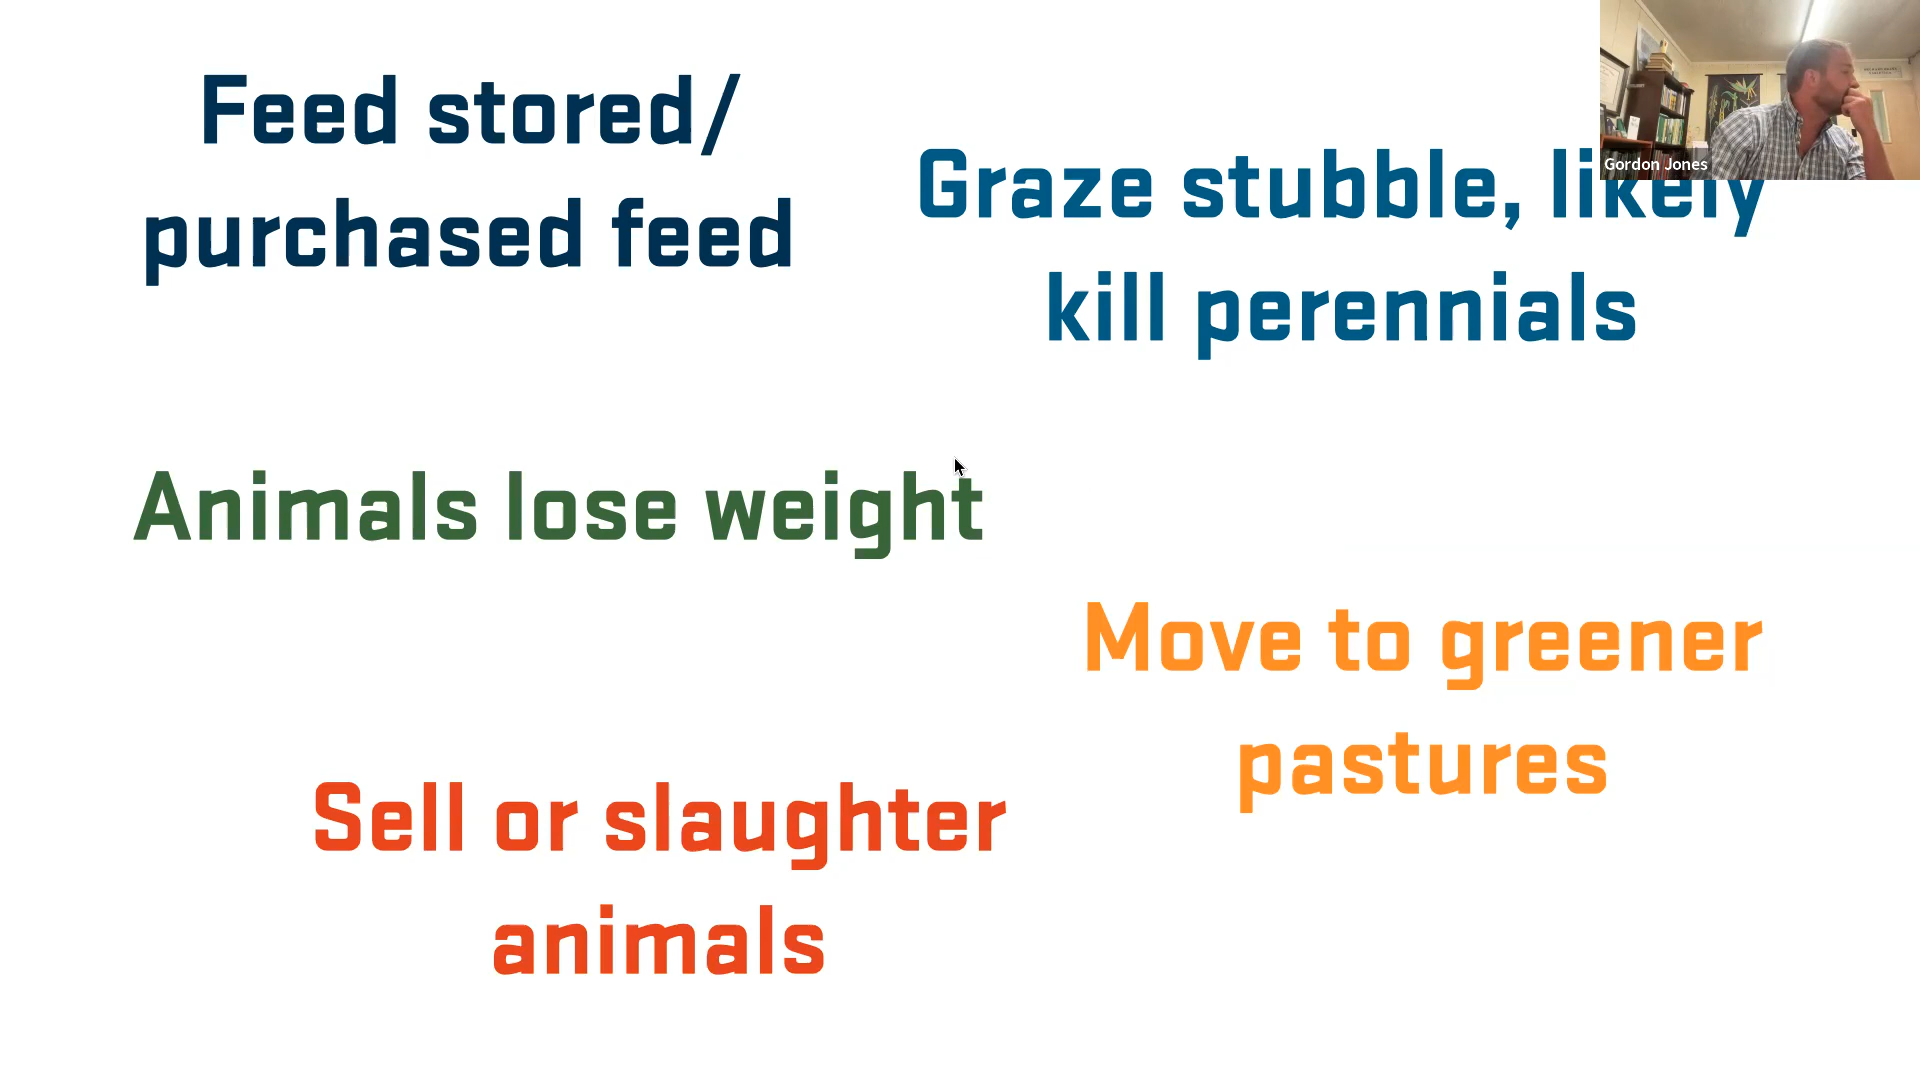 Feed stored/
purchased feed
Graze stubble, likely
kill perennials
Animals lose weight
Move to greener
pastures
Sell or slaughter
animals
Gordon Jones